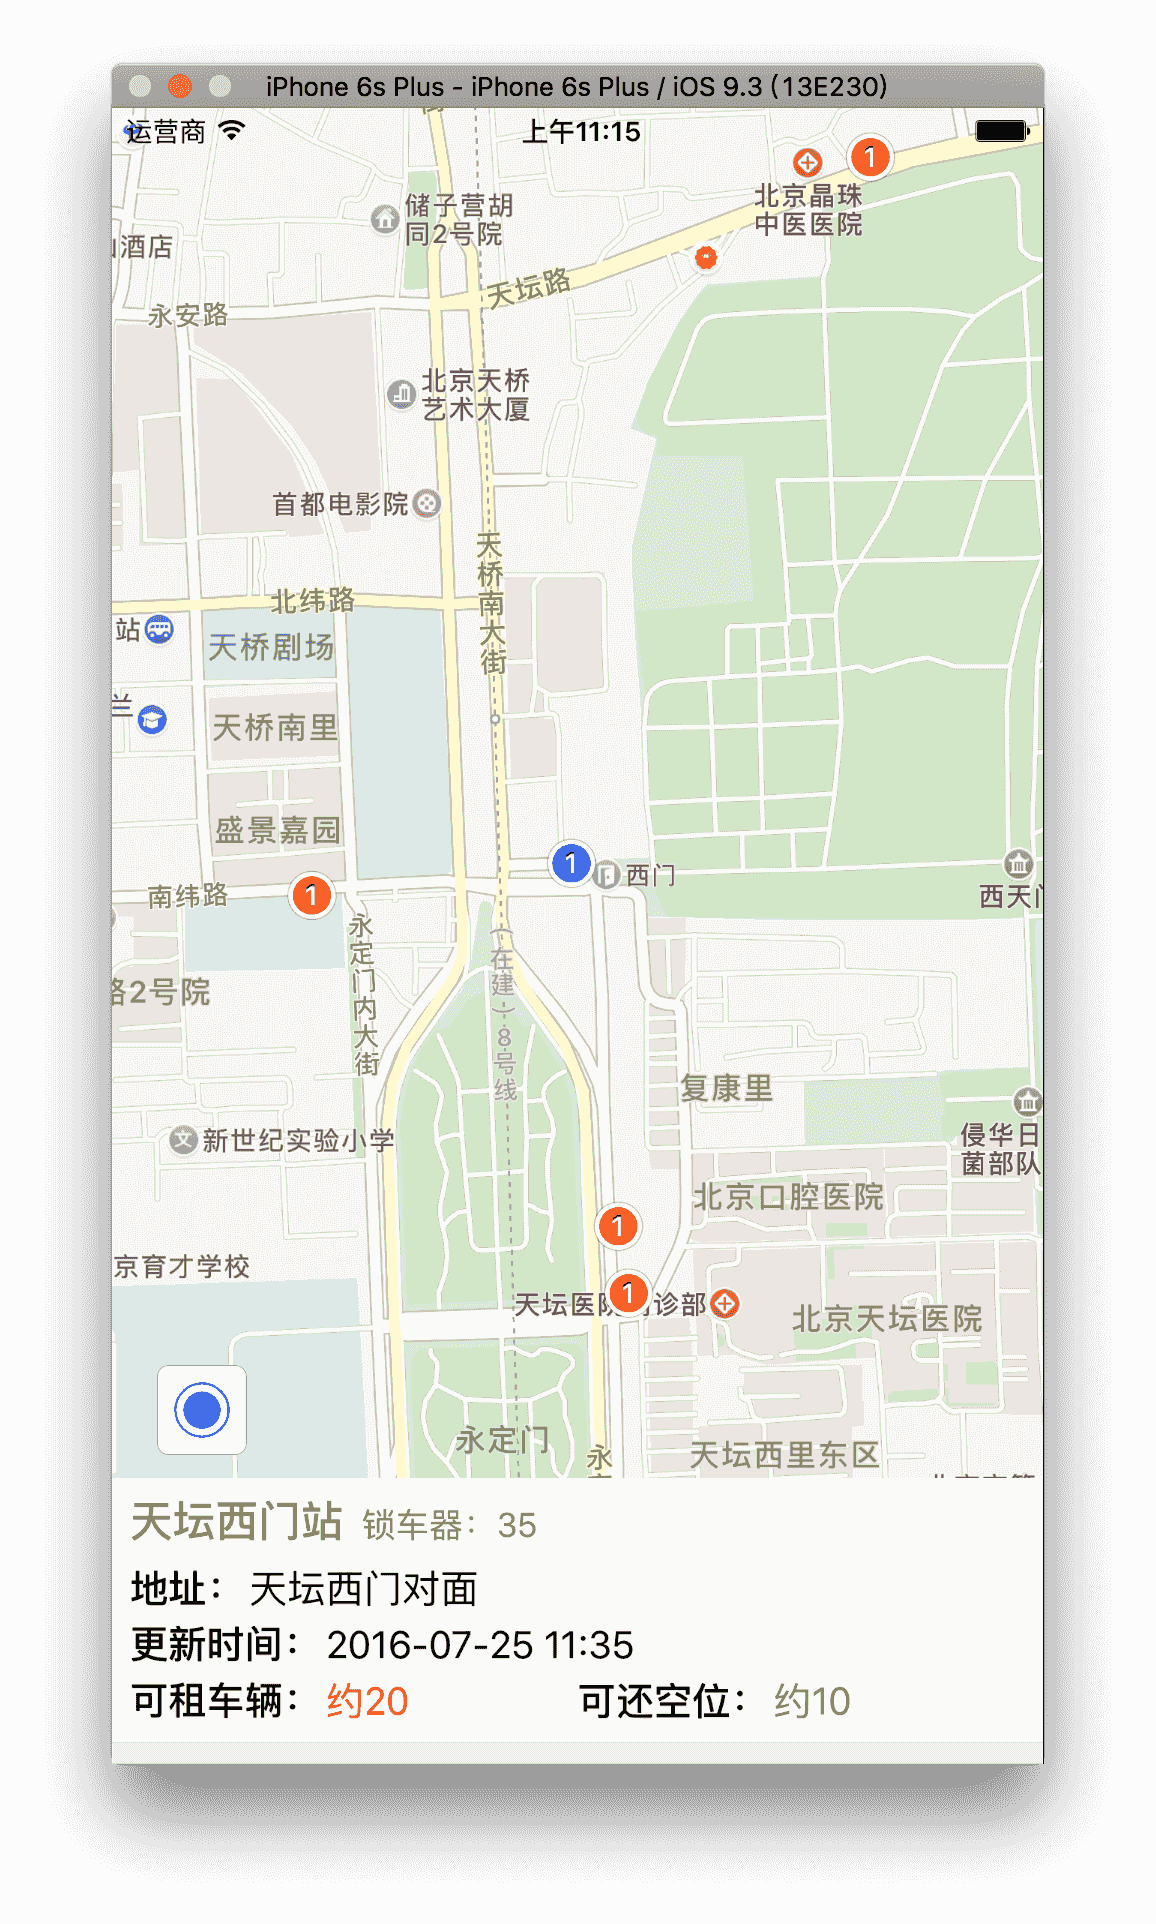 iPhone 6s Plus - iPhone 6s Plus / iOS 9.3 (13E230)
运营商
上午11:15
1
北京晶珠
中医医院
储子营胡
同2号院
山酒店
天坛路
永安路
北京天桥
艺术大厦
首都电影院
天桥南大街
北纬路
站
天桥剧场
兰
天桥南里
盛景嘉园
1
西门
西天门
南纬路
1
永定门内大街
(在建)8号线
路2号院
复康里
新世纪实验小学
侵华日
菌部队
北京口腔医院
1
京育才学校
天坛医院门诊部
1
北京天坛医院
永定门
永
天坛西里东区
天坛西门站 锁车器：35
地址： 天坛西门对面
更新时间： 2016-07-25 11:35
可租车辆： 约20 可还空位： 约10